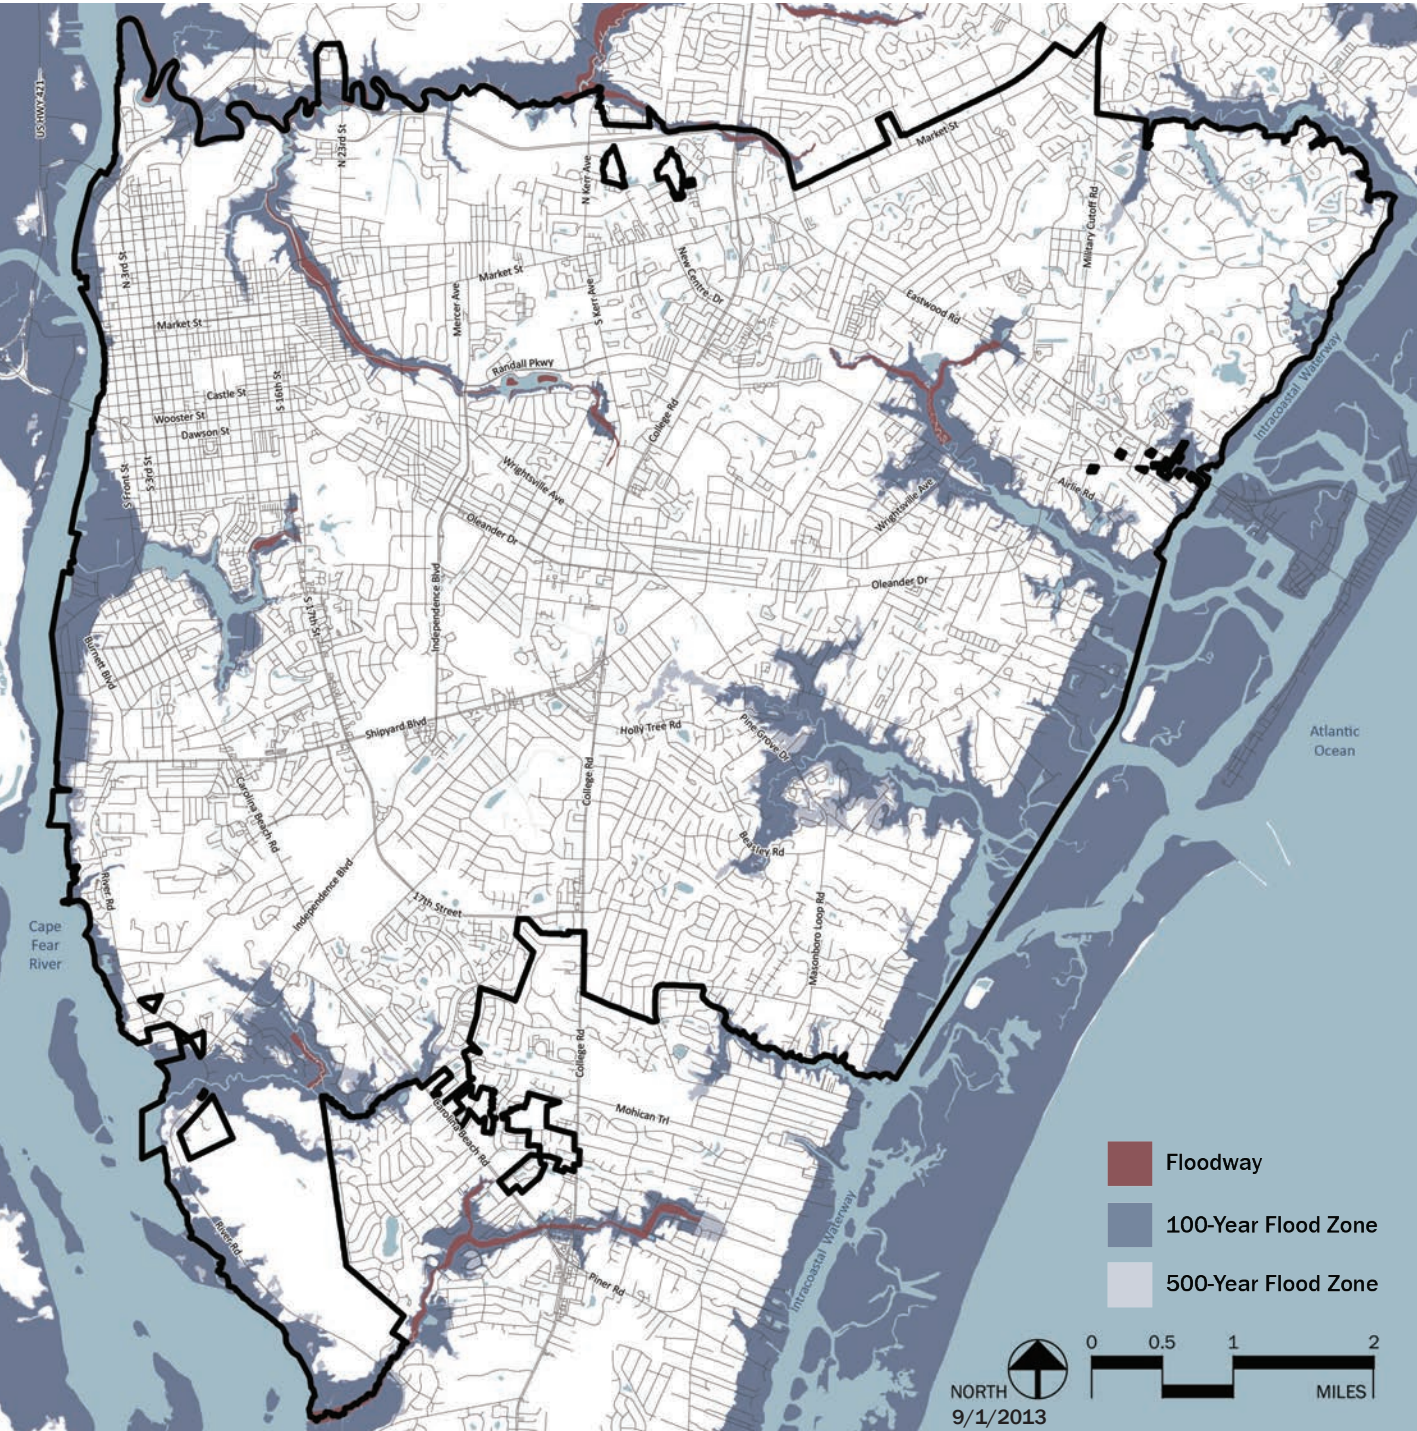 US HWY 421
N 23rd St
N Kerr Ave
Market St
Military Cutoff Rd
N 3rd St
Market St
Mercer Ave
Market St
S Kerr Ave
New Centre Dr
Eastwood Rd
Intracoastal Waterway
Randall Pkwy
Castle St
S 16th St
Wooster St
Dawson St
College Rd
S Front St
S 3rd St
Wrightsville Ave
Wrightsville Ave
Airlie Rd
Oleander Dr
Oleander Dr
Independence Blvd
S 17th St
Burnett Blvd
Shipyard Blvd
Holly Tree Rd
Pine Grove Dr
Atlantic
Ocean
College Rd
Carolina Beach Rd
Beasley Rd
River Rd
Independence Blvd
17th Street
Masonboro Loop Rd
Cape
Fear
River
College Rd
Carolina Beach Rd
Mohican Trl
River Rd
Piner Rd
Intracoastal Waterway
Floodway
100-Year Flood Zone
500-Year Flood Zone
0 0.5 1 2
NORTH
MILES
9/1/2013